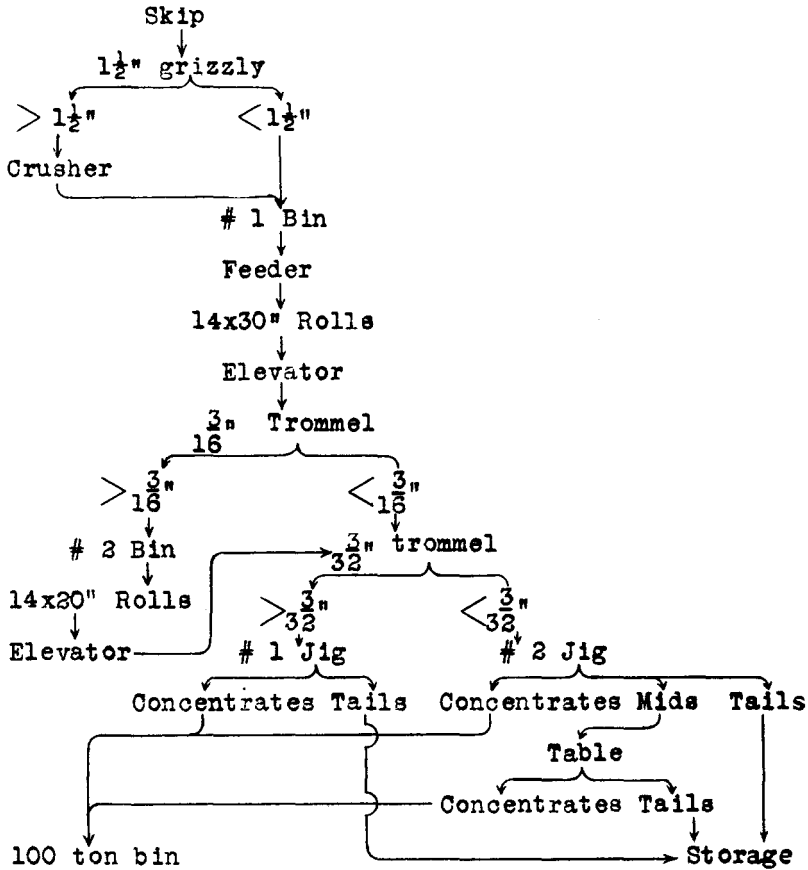 Skip
1½" grizzly
> 1½" < 1½"
Crusher
# 1 Bin
Feeder
14x30" Rolls
Elevator
3/16" Trommel
> 3/16" < 3/16"
# 2 Bin 3/32" trommel
14x20" Rolls > 3/32" < 3/32"
Elevator # 1 Jig # 2 Jig
Concentrates Tails Concentrates Mids Tails
Table
Concentrates Tails
100 ton bin Storage